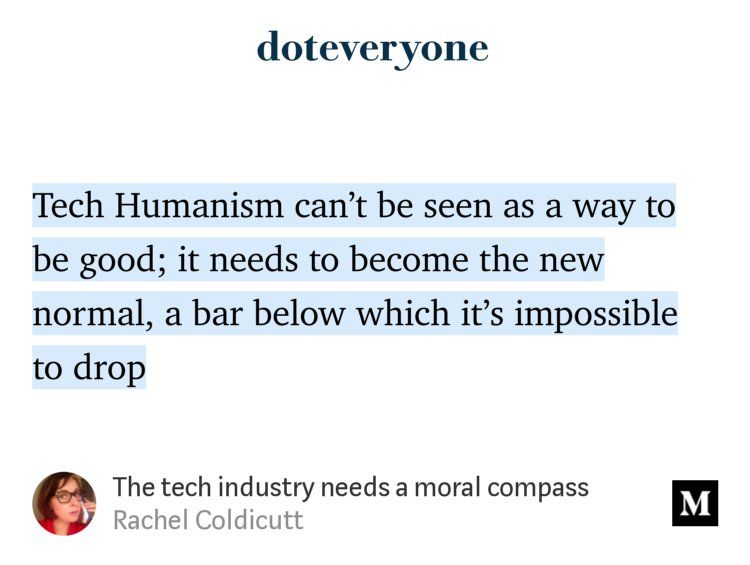 doteveryone
Tech Humanism can’t be seen as a way to
be good; it needs to become the new
normal, a bar below which it’s impossible
to drop
The tech industry needs a moral compass
Rachel Coldicutt
M